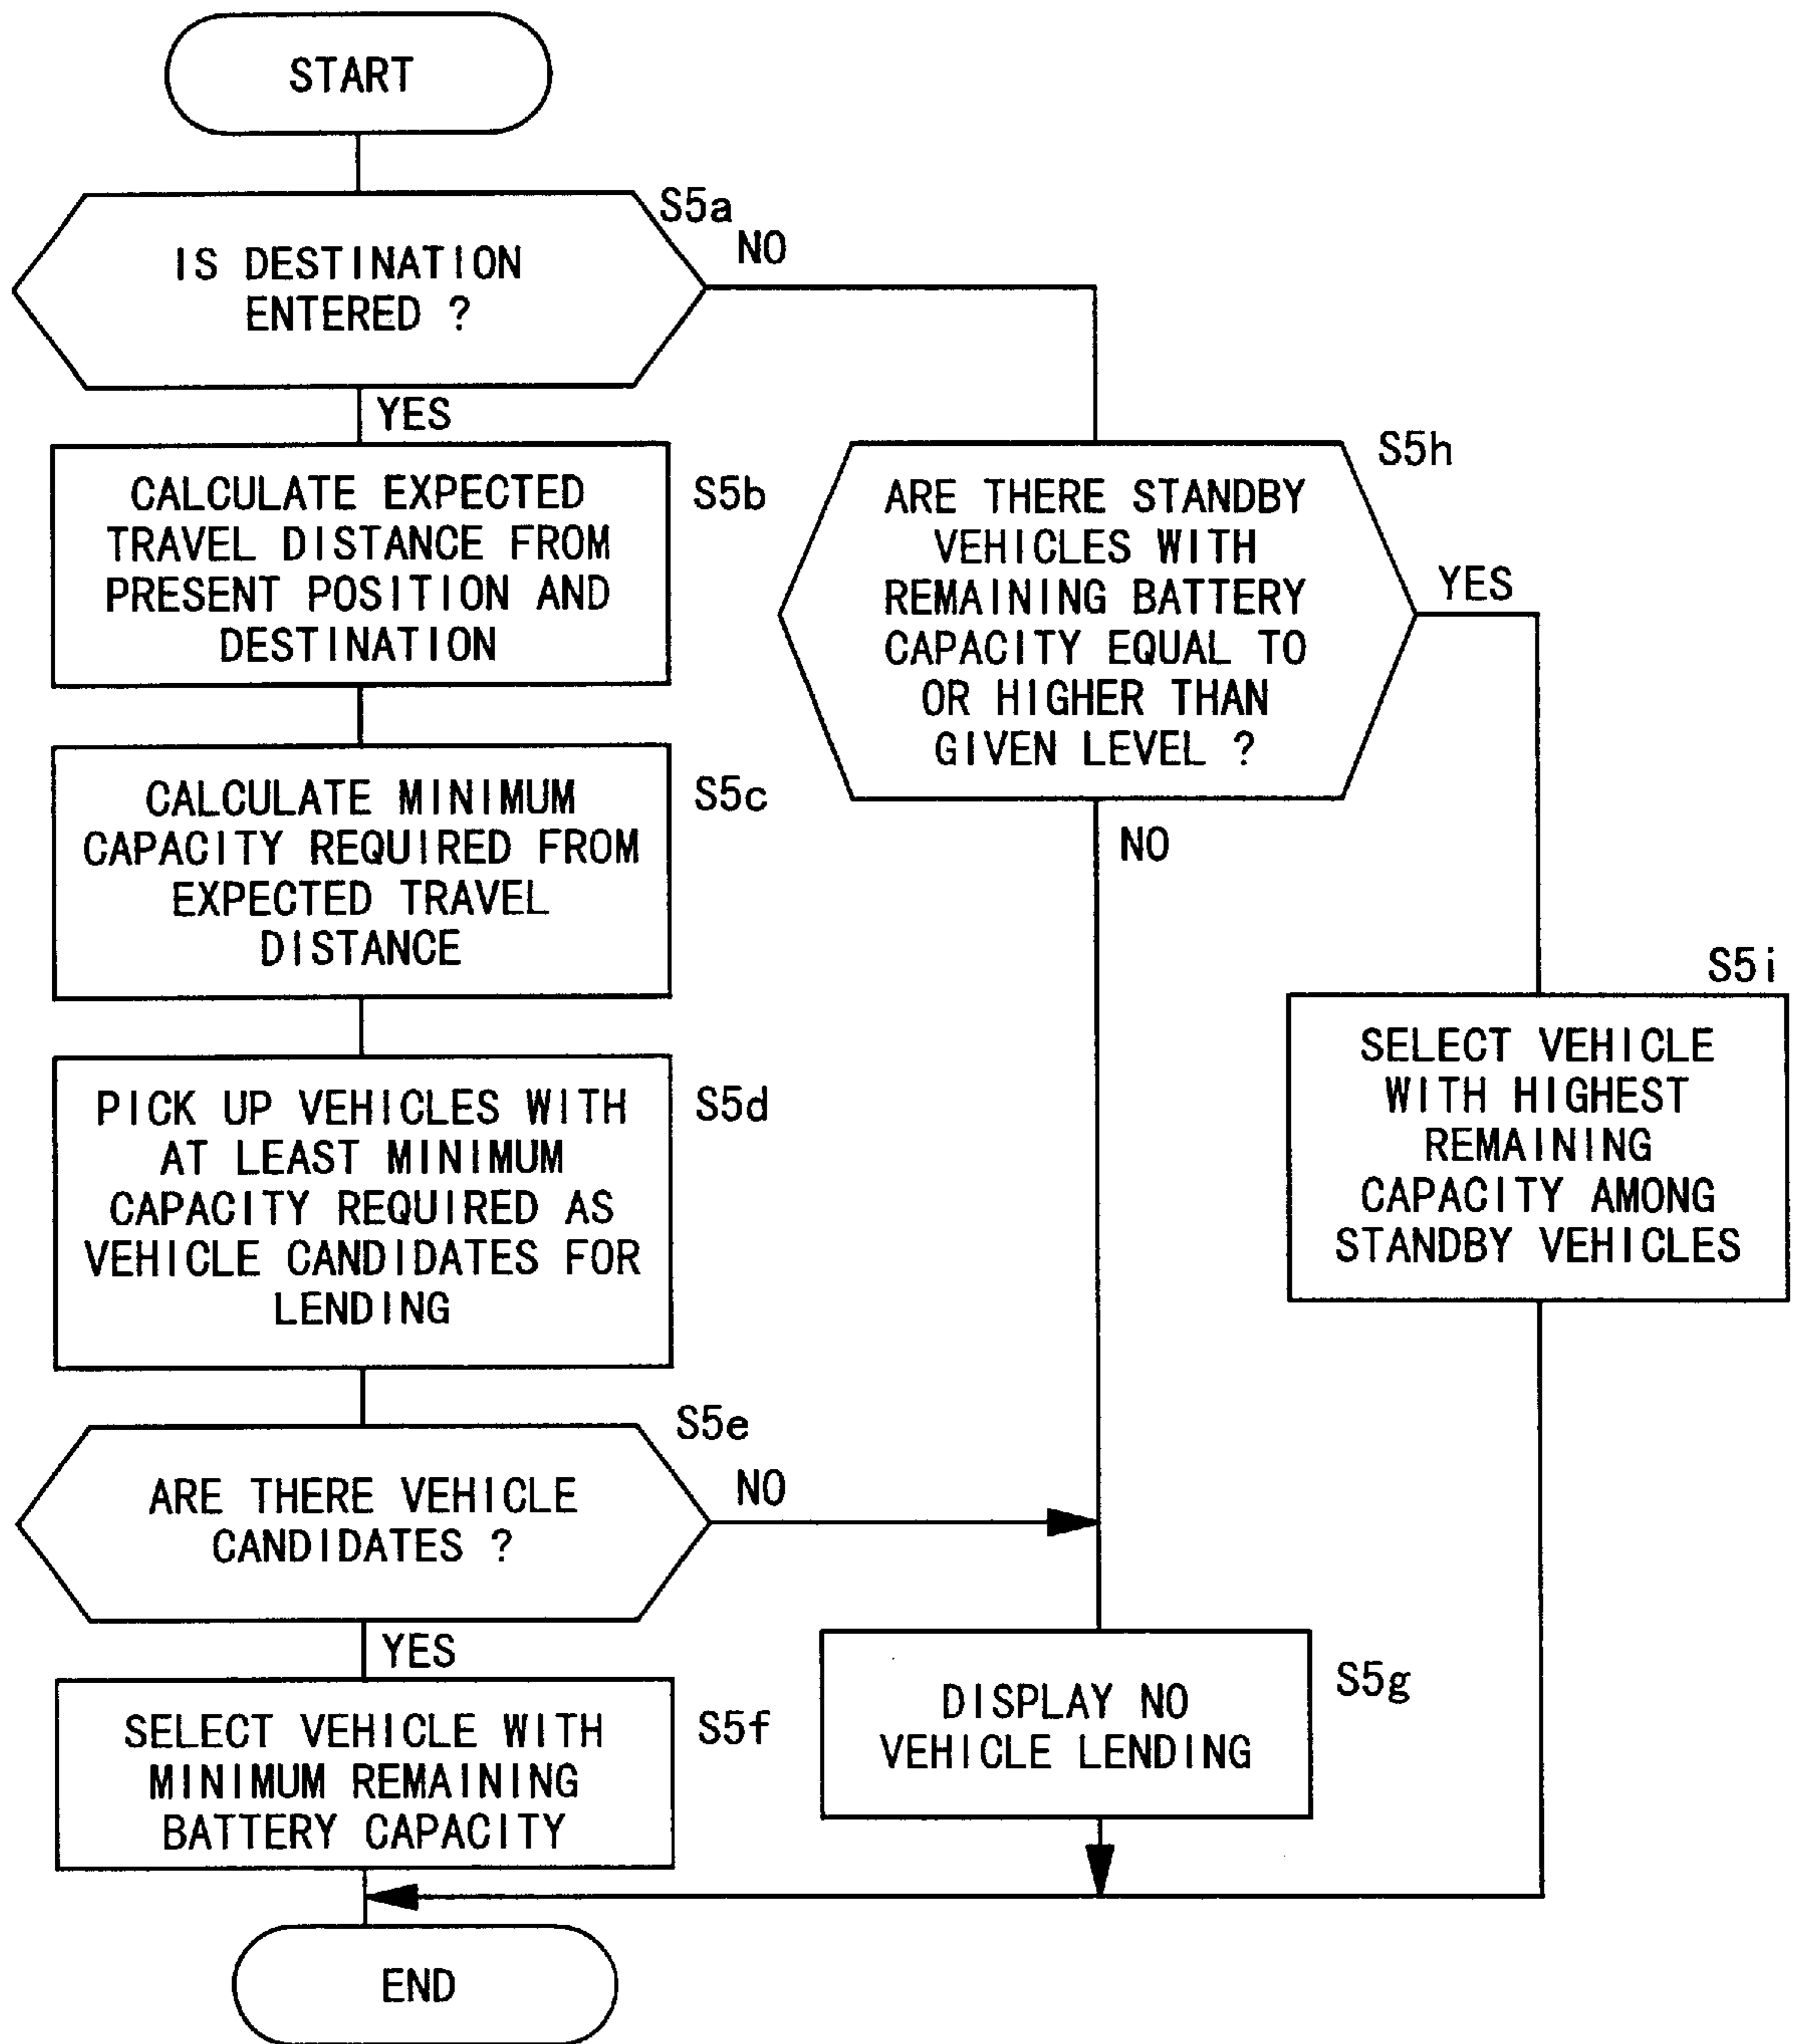 START
S5a
IS DESTINATION
ENTERED ?
NO
YES
CALCULATE EXPECTED
TRAVEL DISTANCE FROM
PRESENT POSITION AND
DESTINATION
S5b
S5h
ARE THERE STANDBY
VEHICLES WITH
REMAINING BATTERY
CAPACITY EQUAL TO
OR HIGHER THAN
GIVEN LEVEL ?
YES
NO
CALCULATE MINIMUM
CAPACITY REQUIRED FROM
EXPECTED TRAVEL
DISTANCE
S5c
S5i
SELECT VEHICLE
WITH HIGHEST
REMAINING
CAPACITY AMONG
STANDBY VEHICLES
PICK UP VEHICLES WITH
AT LEAST MINIMUM
CAPACITY REQUIRED AS
VEHICLE CANDIDATES FOR
LENDING
S5d
S5e
ARE THERE VEHICLE
CANDIDATES ?
NO
YES
SELECT VEHICLE WITH
MINIMUM REMAINING
BATTERY CAPACITY
S5f
DISPLAY NO
VEHICLE LENDING
S5g
END